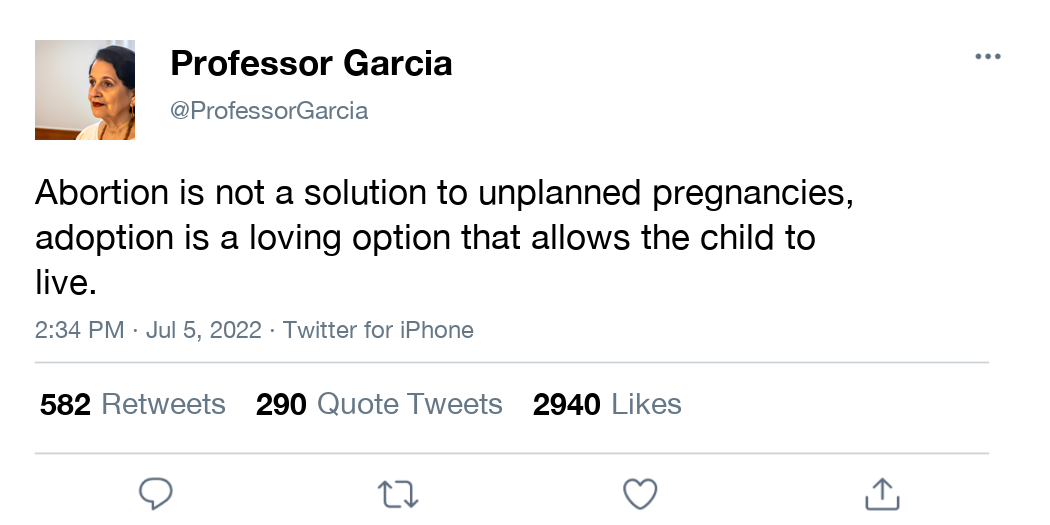 Professor Garcia
@ProfessorGarcia
Abortion is not a solution to unplanned pregnancies,
adoption is a loving option that allows the child to
live.
2:34 PM · Jul 5, 2022 · Twitter for iPhone
582 Retweets 290 Quote Tweets 2940 Likes